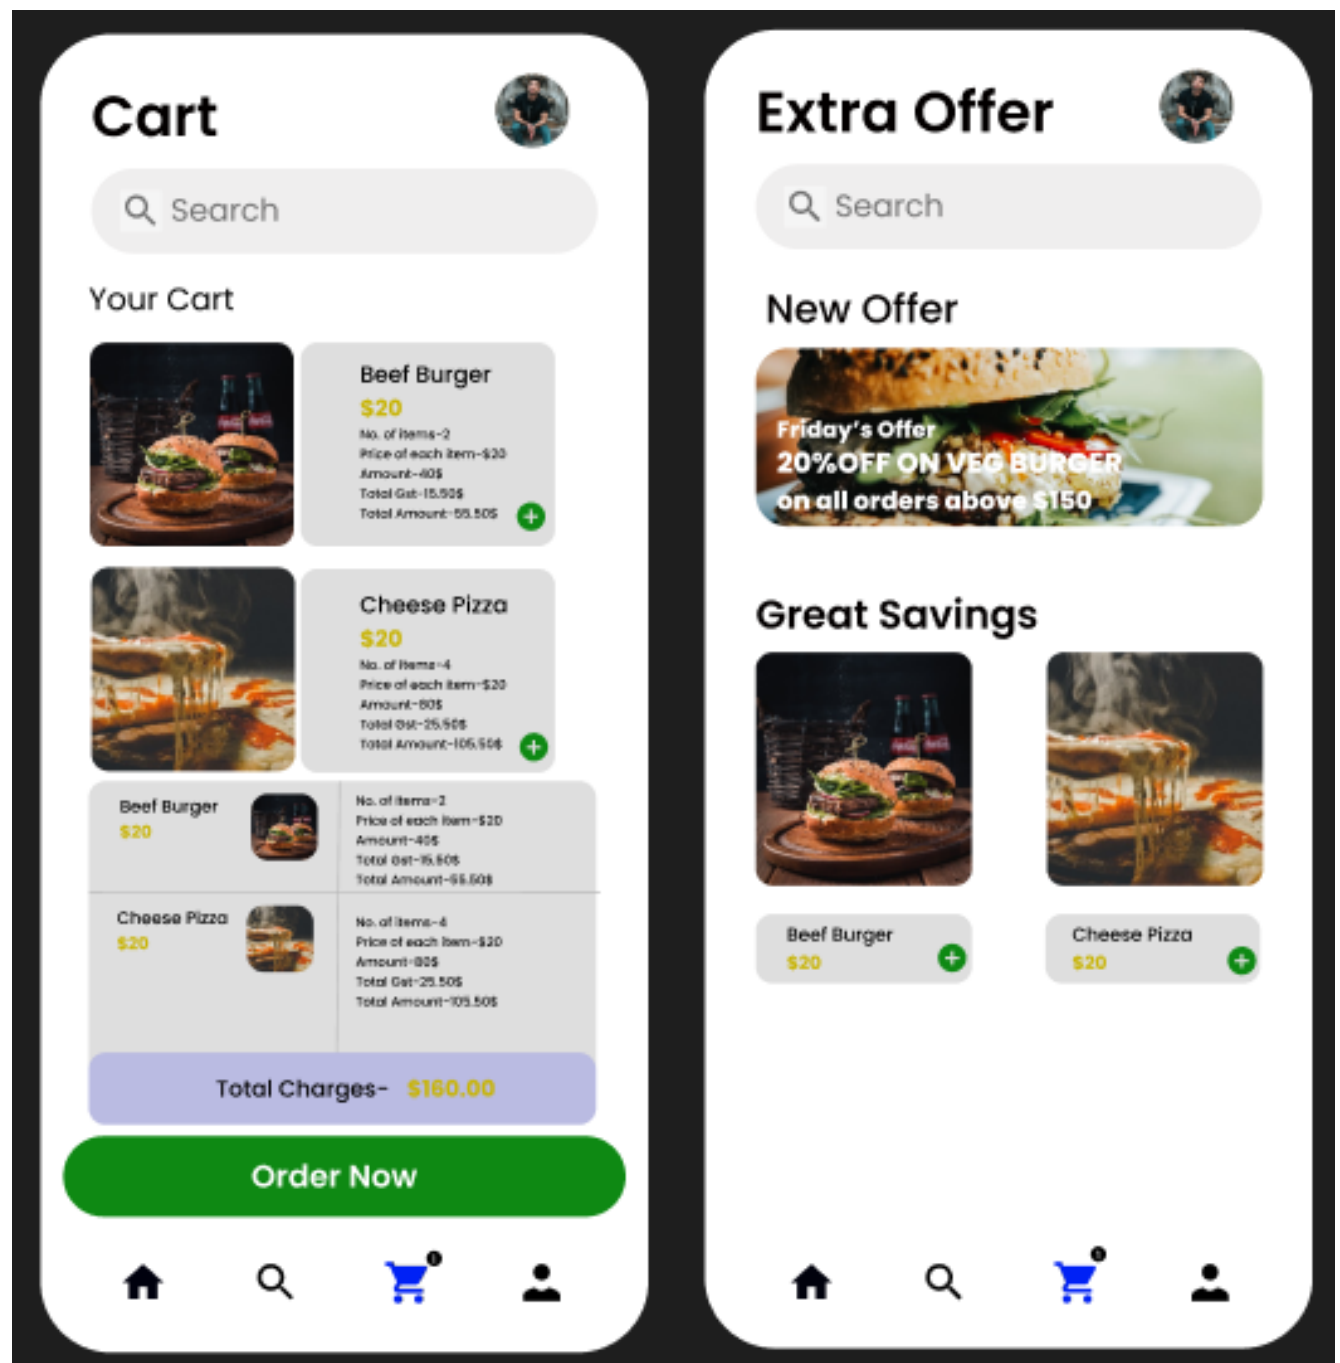 Cart
Search
Your Cart
Beef Burger
$20
No. of items-2
Price of each item-$20
Amount-40$
Total Gst-15.50$
Total Amount-55.50$
Cheese Pizza
$20
No. of items-4
Price of each item-$20
Amount-80$
Total Gst-25.50$
Total Amount-105.50$
Beef Burger
$20
No. of items-2
Price of each item-$20
Amount-40$
Total Gst-15.50$
Total Amount-55.50$
Cheese Pizza
$20
No. of items-4
Price of each item-$20
Amount-80$
Total Gst-25.50$
Total Amount-105.50$
Total Charges- $160.00
Order Now
Extra Offer
Search
New Offer
Friday's Offer
20%OFF ON VEG BURGER
on all orders above $150
Great Savings
Beef Burger
$20
Cheese Pizza
$20